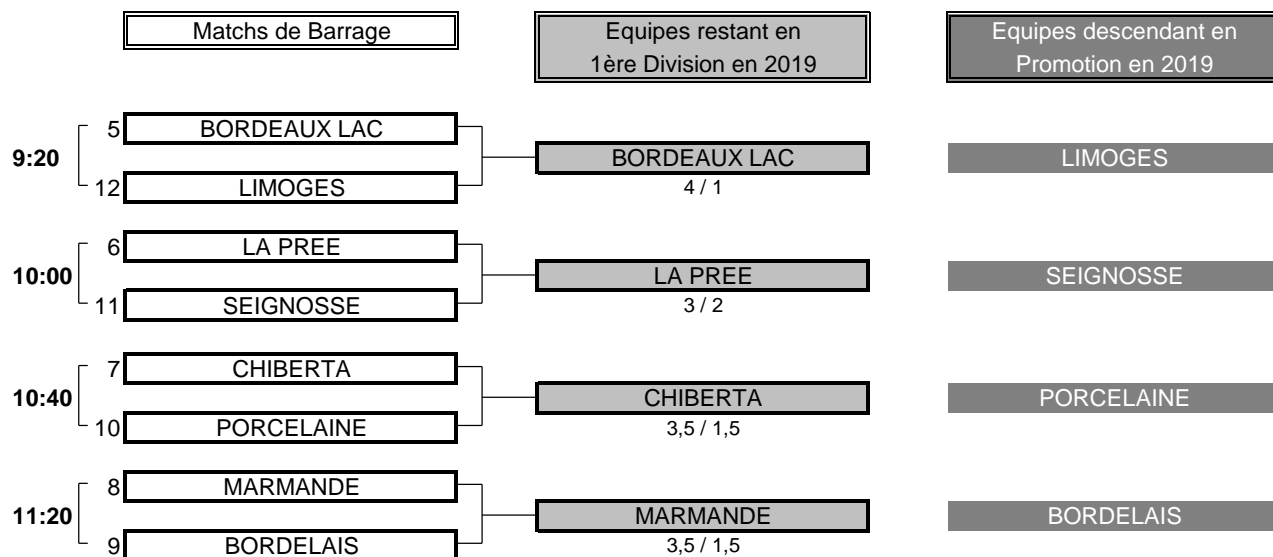 Matchs de Barrage
Equipes restant en
1ère Division en 2019
Equipes descendant en
Promotion en 2019
9:20
5 BORDEAUX LAC
12 LIMOGES
BORDEAUX LAC
4 / 1
LIMOGES
10:00
6 LA PREE
11 SEIGNOSSE
LA PREE
3 / 2
SEIGNOSSE
10:40
7 CHIBERTA
10 PORCELAINE
CHIBERTA
3,5 / 1,5
PORCELAINE
11:20
8 MARMANDE
9 BORDELAIS
MARMANDE
3,5 / 1,5
BORDELAIS